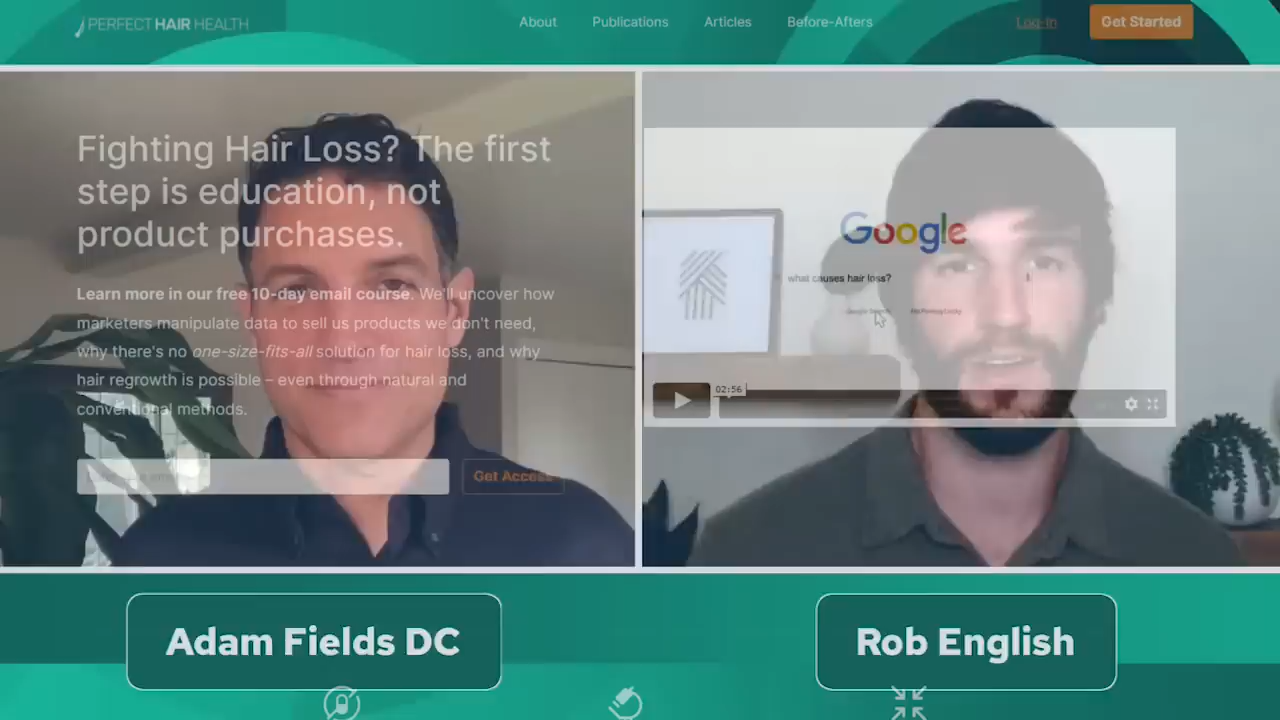 PERFECT HAIR HEALTH
About
Publications
Articles
Before-Afters
Log-In
Get Started
Fighting Hair Loss? The first
step is education, not
product purchases.
Learn more in our free 10-day email course. We'll uncover how
marketers manipulate data to sell us products we don't need,
why there's no one-size-fits-all solution for hair loss, and why
hair regrowth is possible – even through natural and
conventional methods.
Get Access
Google
what causes hair loss?
Google Search
02:56
Adam Fields DC
Rob English